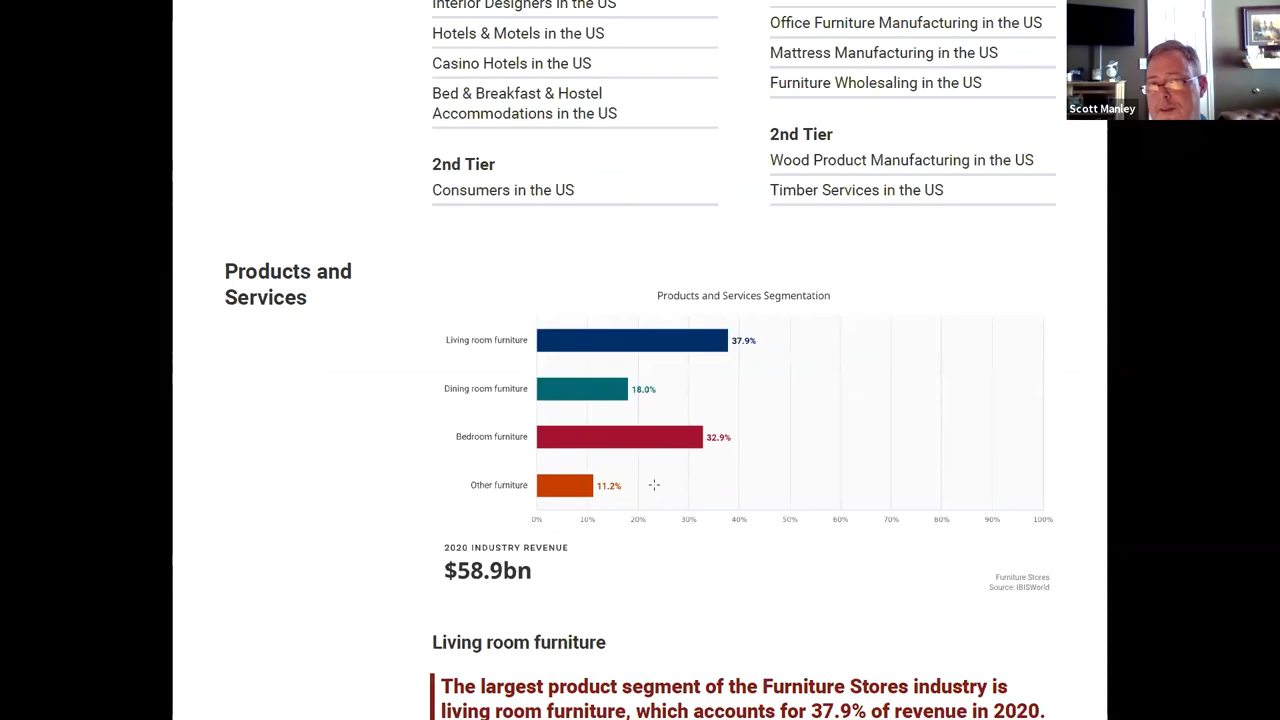 Interior Designers in the US
Hotels & Motels in the US
Casino Hotels in the US
Bed & Breakfast & Hostel
Accommodations in the US
2nd Tier
Consumers in the US
Office Furniture Manufacturing in the US
Mattress Manufacturing in the US
Furniture Wholesaling in the US
2nd Tier
Wood Product Manufacturing in the US
Timber Services in the US
Scott Manley
Products and
Services
Products and Services Segmentation
Living room furniture 37.9%
Dining room furniture 18.0%
Bedroom furniture 32.9%
Other furniture 11.2%
0% 10% 20% 30% 40% 50% 60% 70% 80% 90% 100%
2020 INDUSTRY REVENUE
$58.9bn
Furniture Stores
Source: IBISWorld
Living room furniture
The largest product segment of the Furniture Stores industry is
living room furniture, which accounts for 37.9% of revenue in 2020.